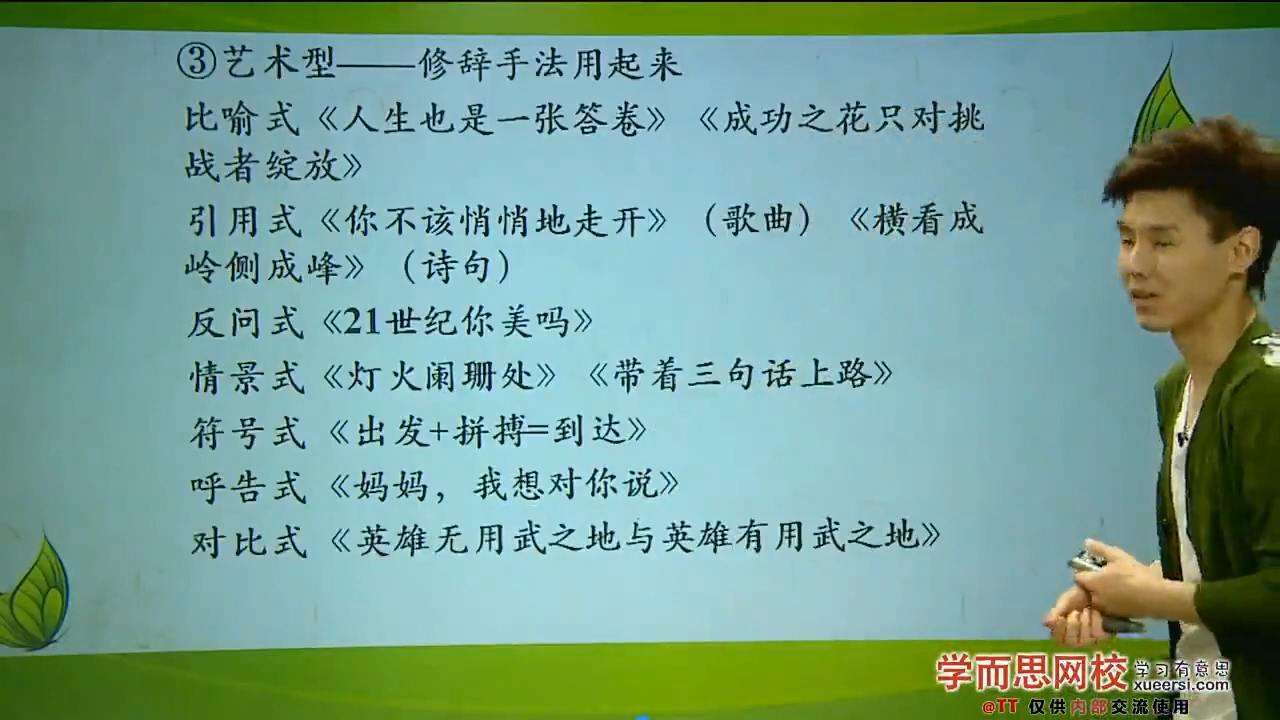 ③艺术型——修辞手法用起来
比喻式《人生也是一张答卷》《成功之花只对挑
战者绽放》
引用式《你不该悄悄地走开》（歌曲）《横看成
岭侧成峰》（诗句）
反问式《21世纪你美吗》
情景式《灯火阑珊处》《带着三句话上路》
符号式《出发+拼搏=到达》
呼告式《妈妈，我想对你说》
对比式《英雄无用武之地与英雄有用武之地》
学而思网校 学习有意思
xueersi.com
@TT 仅供内部交流使用